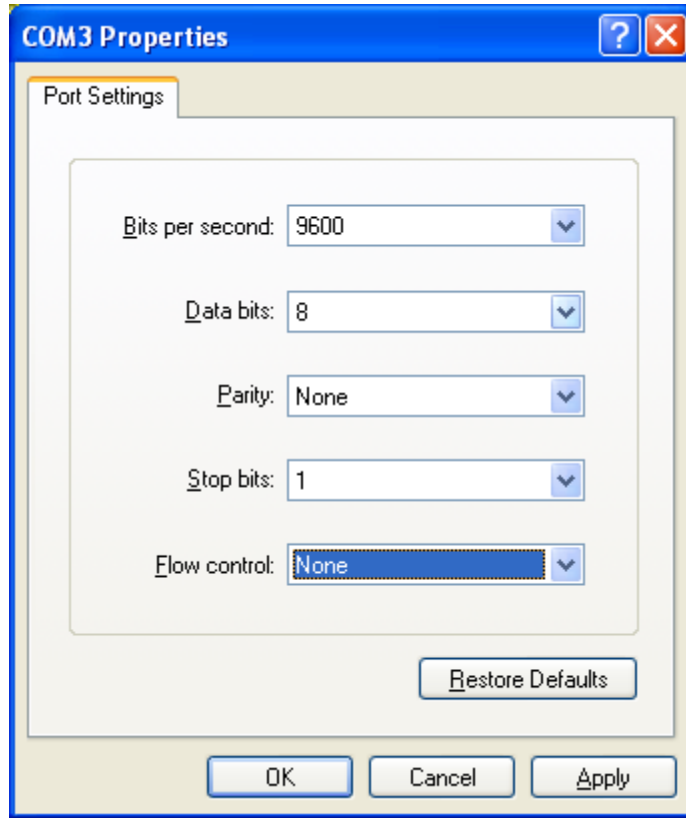 COM3 Properties
Port Settings
Bits per second: 9600
Data bits: 8
Parity: None
Stop bits: 1
Flow control: None
Restore Defaults
OK Cancel Apply